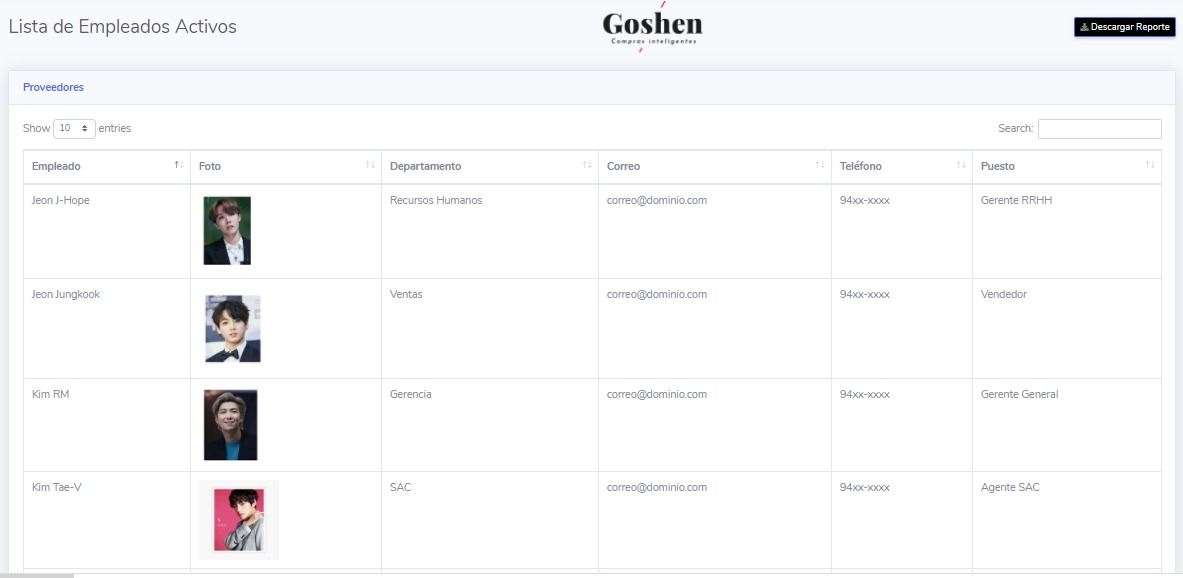 Lista de Empleados Activos
Goshen
Compras inteligentes
Descargar Reporte
Proveedores
Show 10 entries
Search:
Empleado Foto Departamento Correo Teléfono Puesto
Jeon J-Hope Recursos Humanos correo@dominio.com 94xx-xxxx Gerente RRHH
Jeon Jungkook Ventas correo@dominio.com 94xx-xxxx Vendedor
Kim RM Gerencia correo@dominio.com 94xx-xxxx Gerente General
Kim Tae-V SAC correo@dominio.com 94xx-xxxx Agente SAC